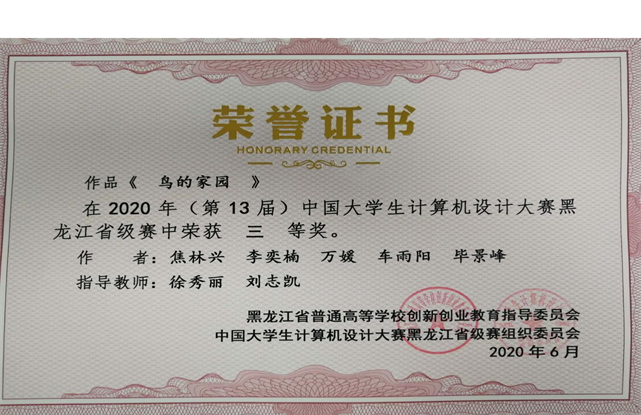 荣誉证书
HONORARY CREDENTIAL
作品《 鸟的家园 》
在 2020 年（第 13 届）中国大学生计算机设计大赛黑
龙江省级赛中荣获 三 等奖。
作 者： 焦林兴 李奕楠 万媛 车雨阳 毕景峰
指导教师：徐秀丽 刘志凯
黑龙江省普通高等学校创新创业教育指导委员会
中国大学生计算机设计大赛黑龙江省级赛组织委员会
2020 年 6 月